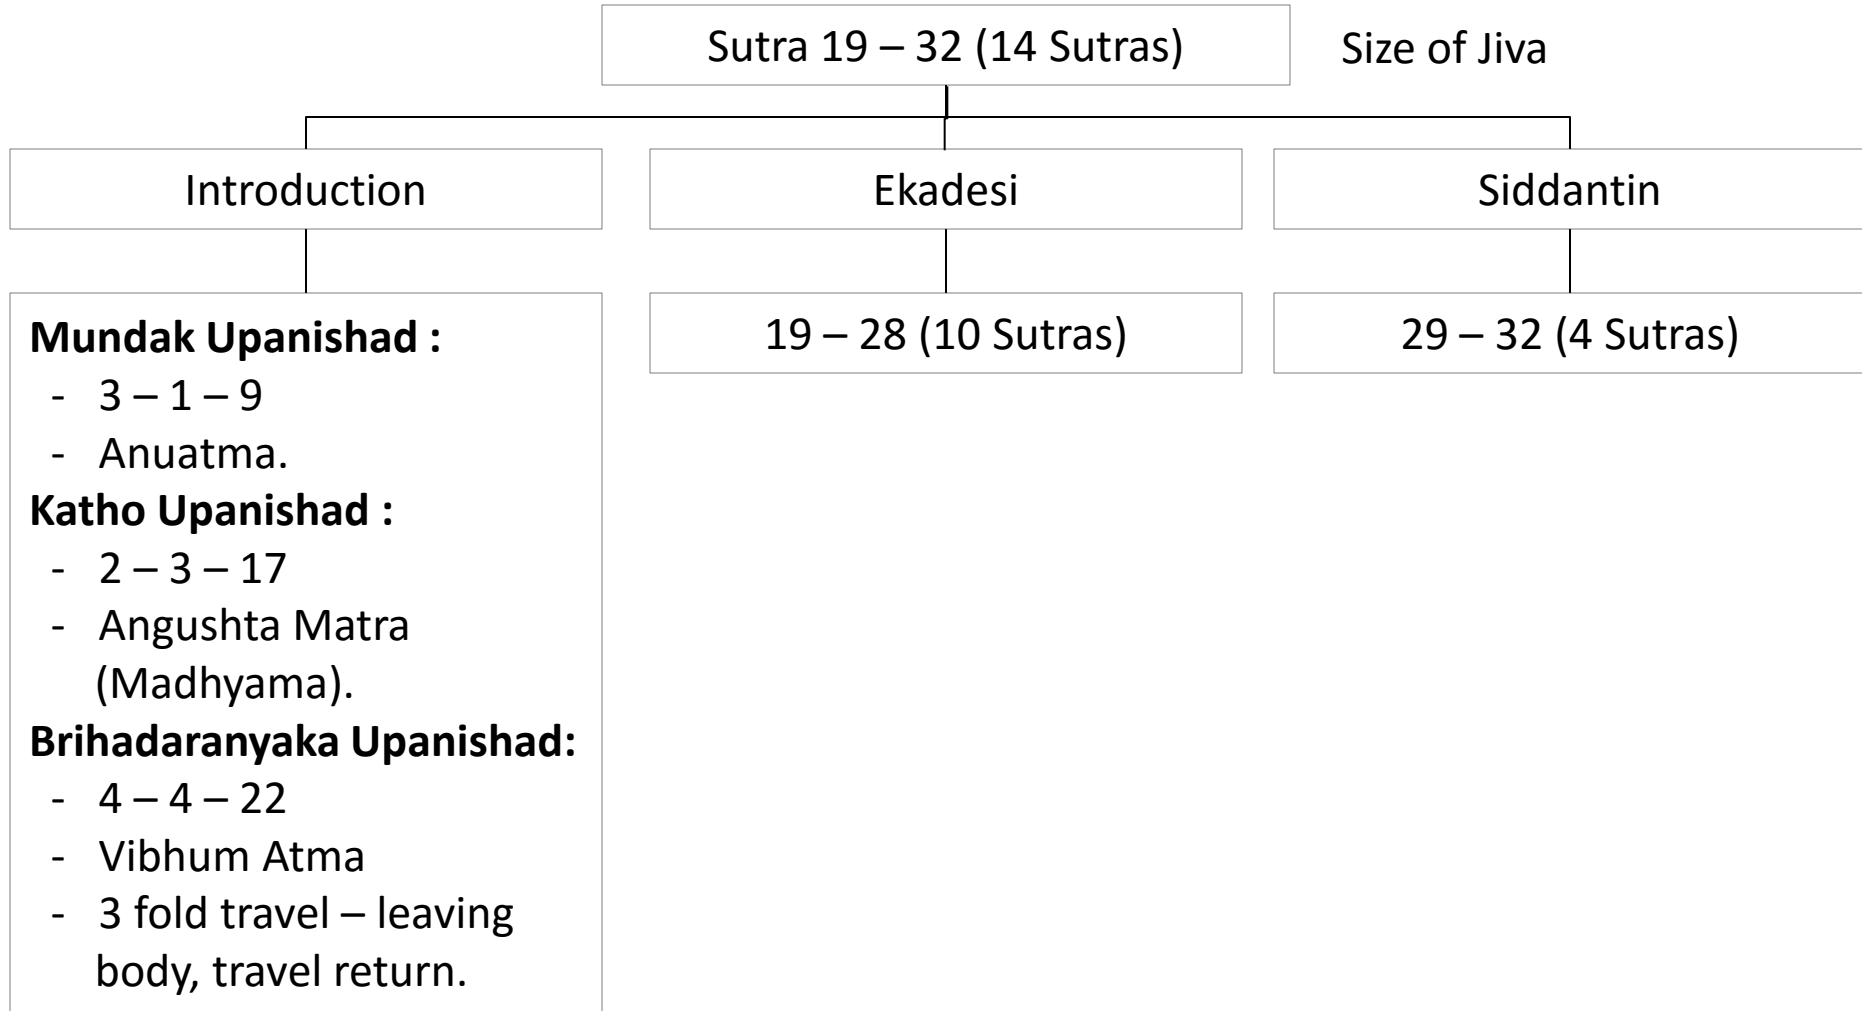 Sutra 19 – 32 (14 Sutras)
Size of Jiva
Introduction
Ekadesi
Siddantin
Mundak Upanishad :
- 3 – 1 – 9
- Anuatma.
Katho Upanishad :
- 2 – 3 – 17
- Angushta Matra
(Madhyama).
Brihadaranyaka Upanishad:
- 4 – 4 – 22
- Vibhum Atma
- 3 fold travel – leaving
body, travel return.
19 – 28 (10 Sutras)
29 – 32 (4 Sutras)